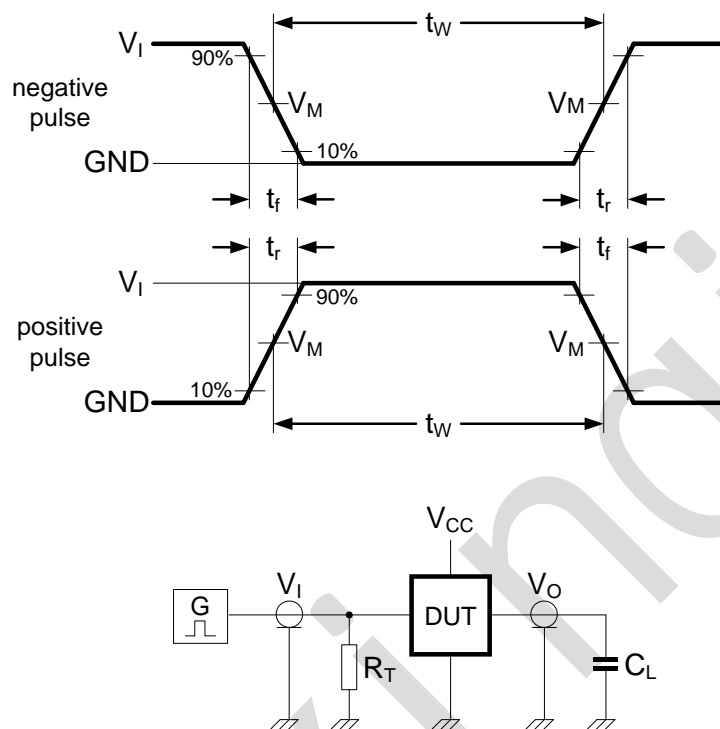 V_I
90%
t_W
negative
pulse
V_M
V_M
10%
GND
t_f
t_r
t_r
t_f
V_I
90%
positive
pulse
V_M
V_M
10%
GND
t_W
V_CC
V_I
V_O
G
DUT
R_T
C_L